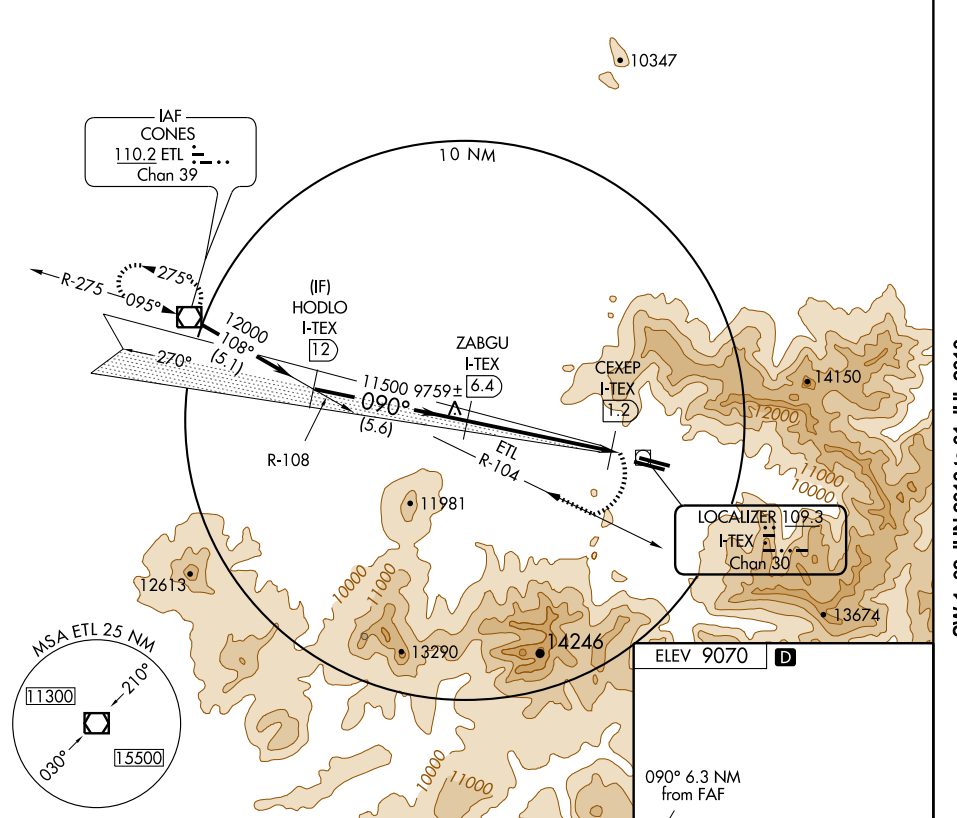 10347
IAF
CONES
110.2 ETL
Chan 39
10 NM
R-275
095°
275°
12000
108°
(5.1)
270°
(IF)
HODLO
I-TEX
12
11500
9759±
090°
(5.6)
ZABGU
I-TEX
6.4
CEXEP
I-TEX
1.2
R-108
ETL
R-104
14150
12000
11000
10000
LOCALIZER 109.3
I-TEX
Chan 30
11981
12613
10000
11000
13290
14246
13674
MSA ETL 25 NM
11300
210°
030°
15500
10000
11000
ELEV 9070
D
090° 6.3 NM
from FAF